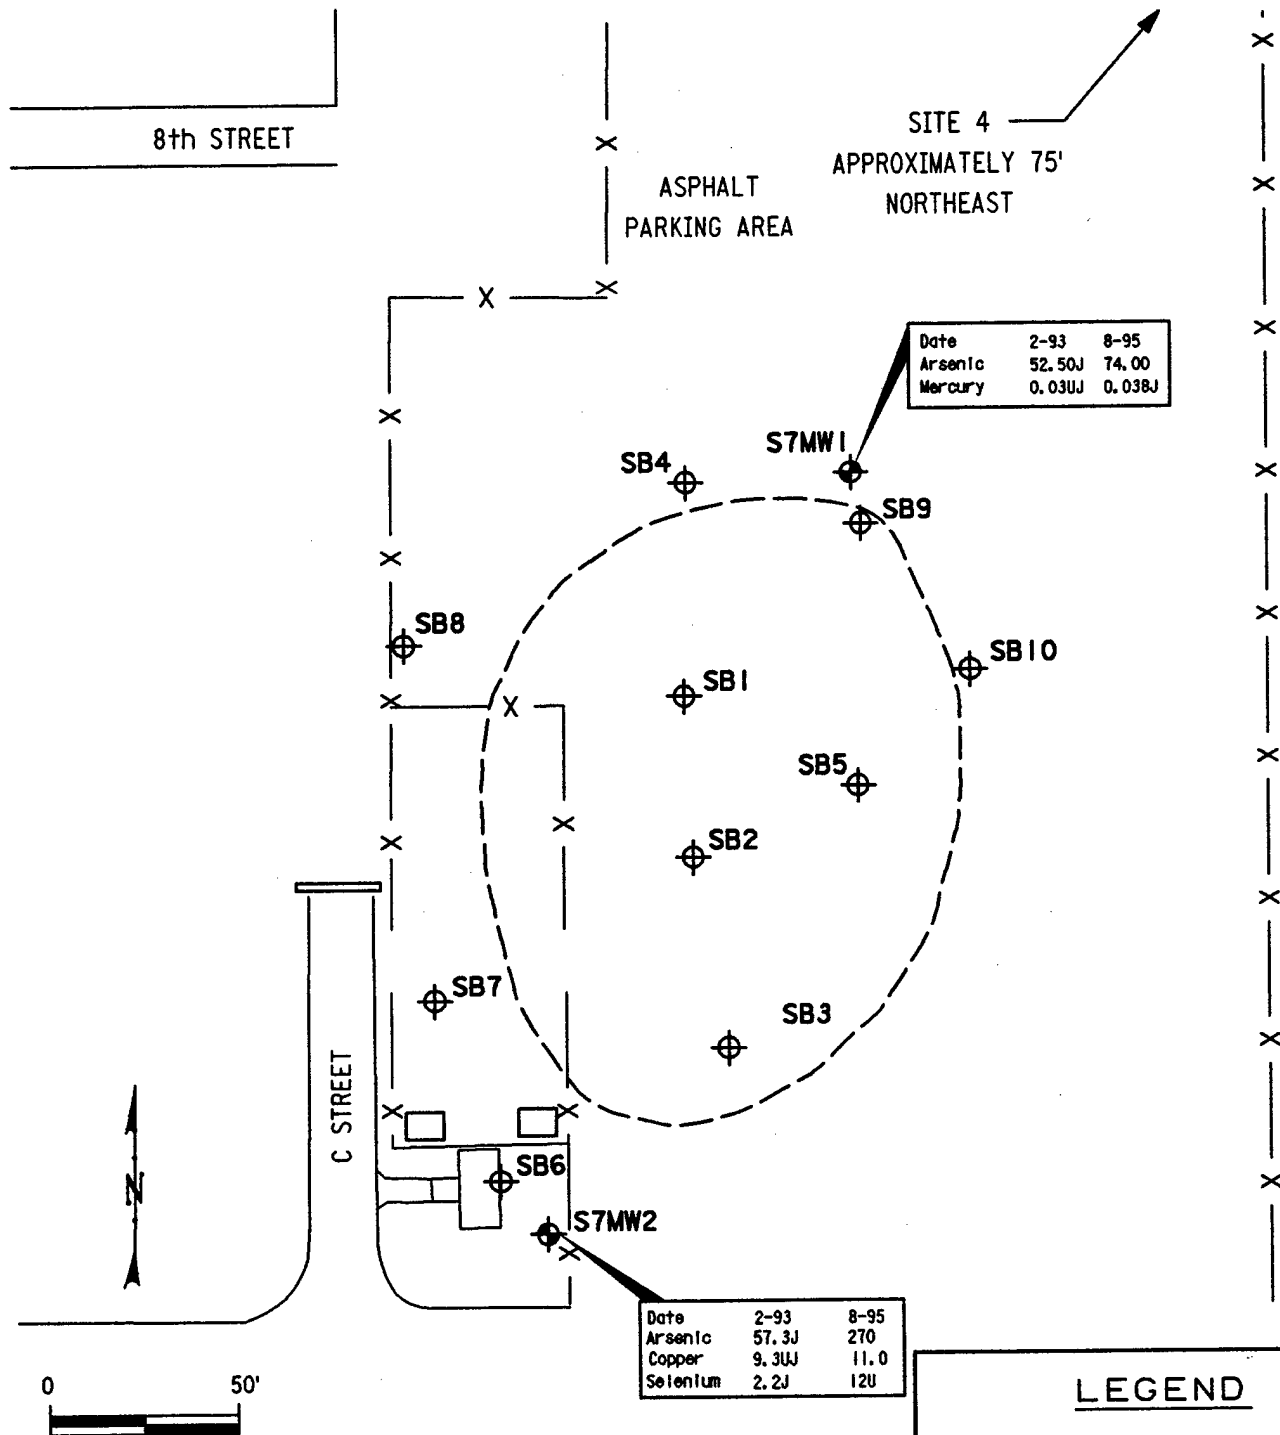 8th STREET
SITE 4
APPROXIMATELY 75'
NORTHEAST
ASPHALT
PARKING AREA
Date 2-93 8-95
Arsenic 52.50J 74.00
Mercury 0.03UJ 0.038J
S7MW1
SB4
SB9
SB8
SB10
SB1
SB5
SB2
SB7
SB3
C STREET
N
SB6
S7MW2
Date 2-93 8-95
Arsenic 57.3J 270
Copper 9.3UJ 11.0
Selenium 2.2J 12U
0 50'
LEGEND